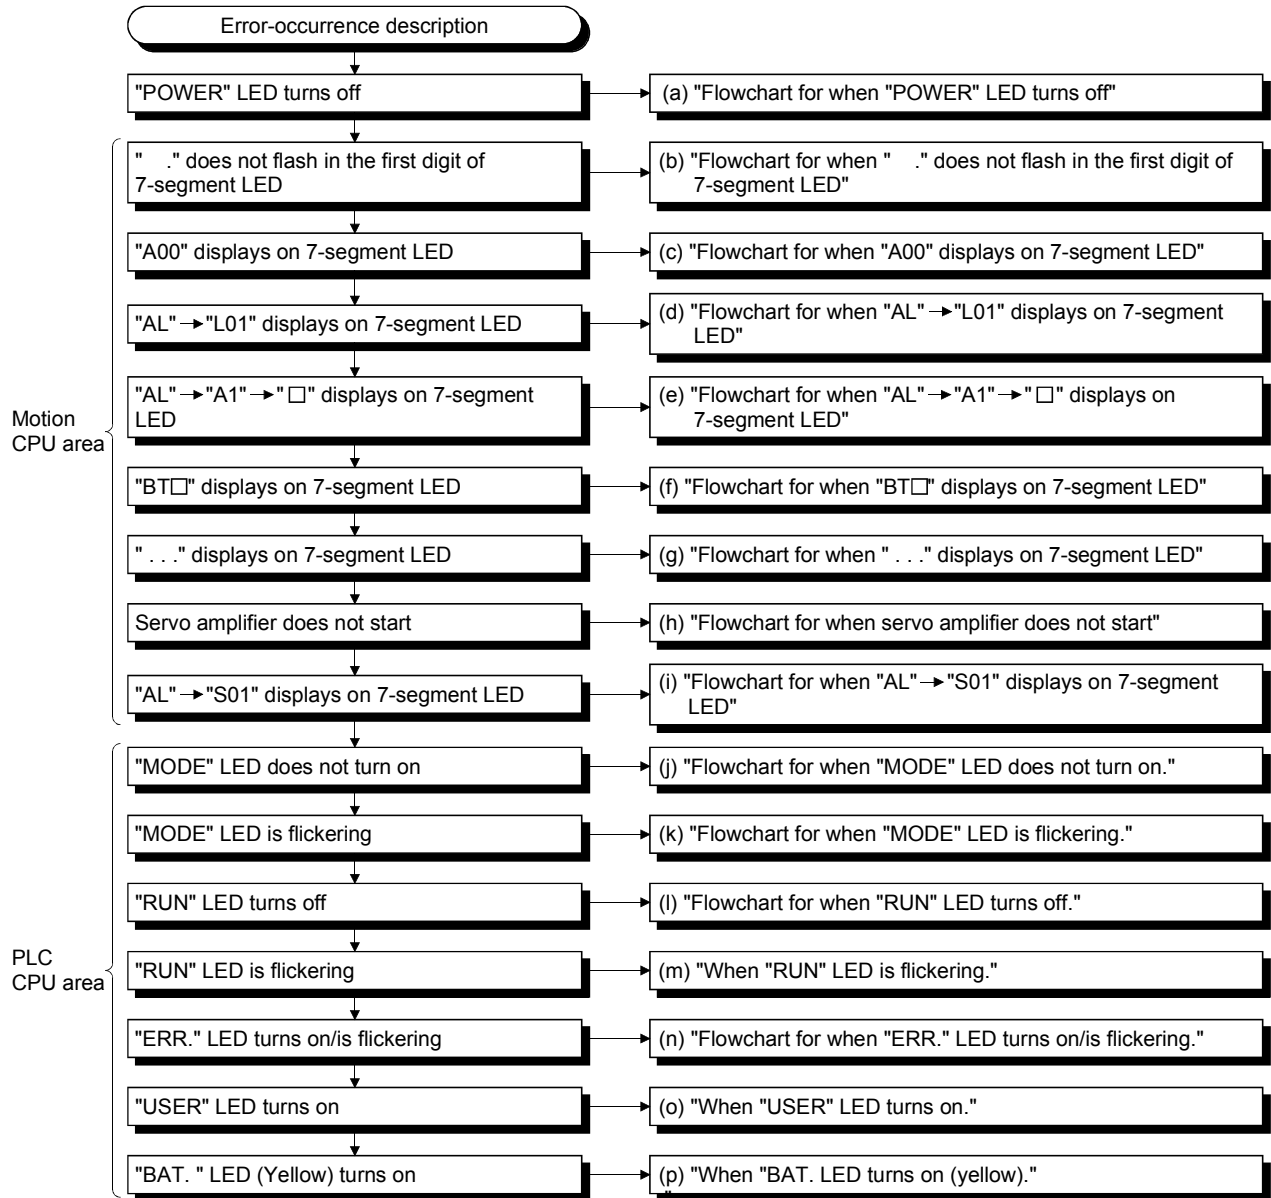 Error-occurrence description
"POWER" LED turns off
(a) "Flowchart for when "POWER" LED turns off"
" ." does not flash in the first digit of
7-segment LED
(b) "Flowchart for when " ." does not flash in the first digit of
7-segment LED"
"A00" displays on 7-segment LED
(c) "Flowchart for when "A00" displays on 7-segment LED"
"AL"→"L01" displays on 7-segment LED
(d) "Flowchart for when "AL"→"L01" displays on 7-segment
LED"
Motion
CPU area
"AL"→"A1"→"□" displays on 7-segment
LED
(e) "Flowchart for when "AL"→"A1"→"□" displays on
7-segment LED"
"BT□" displays on 7-segment LED
(f) "Flowchart for when "BT□" displays on 7-segment LED"
" . . ." displays on 7-segment LED
(g) "Flowchart for when " . . ." displays on 7-segment LED"
Servo amplifier does not start
(h) "Flowchart for when servo amplifier does not start"
"AL"→"S01" displays on 7-segment LED
(i) "Flowchart for when "AL"→"S01" displays on 7-segment
LED"
"MODE" LED does not turn on
(j) "Flowchart for when "MODE" LED does not turn on."
"MODE" LED is flickering
(k) "Flowchart for when "MODE" LED is flickering."
"RUN" LED turns off
(l) "Flowchart for when "RUN" LED turns off."
PLC
CPU area
"RUN" LED is flickering
(m) "When "RUN" LED is flickering."
"ERR." LED turns on/is flickering
(n) "Flowchart for when "ERR." LED turns on/is flickering."
"USER" LED turns on
(o) "When "USER" LED turns on."
"BAT. " LED (Yellow) turns on
(p) "When "BAT. LED turns on (yellow)."
"